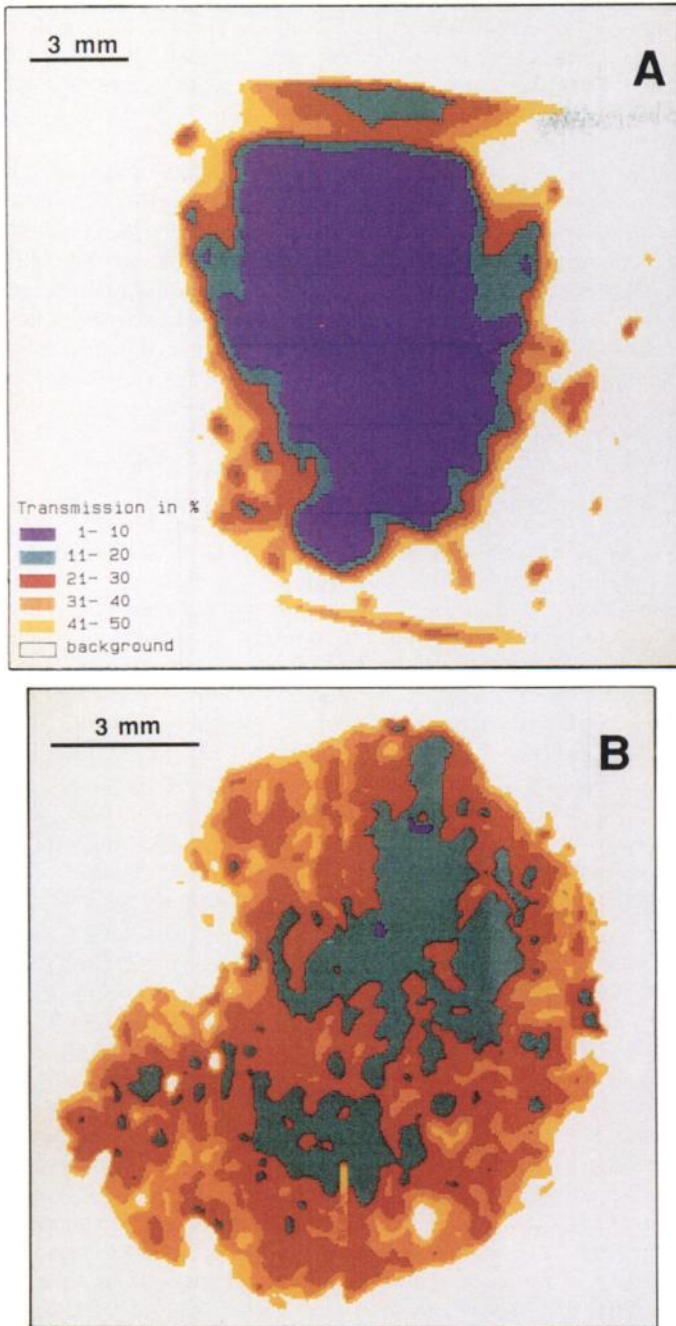 3 mm
A
Transmission in %
1- 10
11- 20
21- 30
31- 40
41- 50
background
3 mm
B